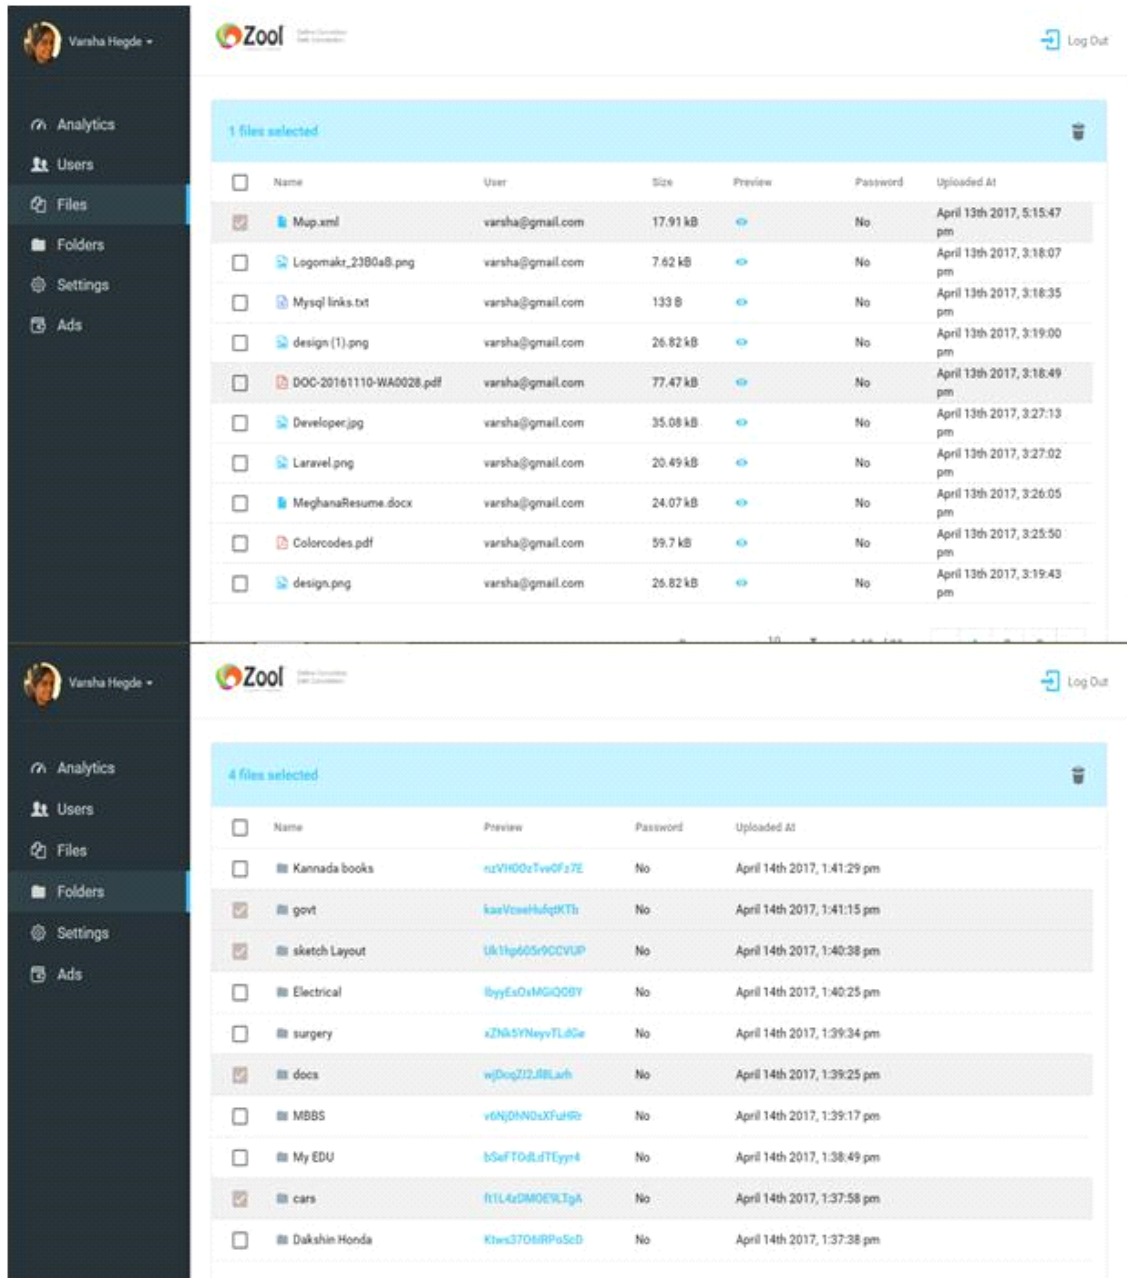 Varsha Hegde
Zool
Log Out
Analytics
Users
Files
Folders
Settings
Ads
1 files selected
Name User Size Preview Password Uploaded At
Mup.xml varsha@gmail.com 17.91 kB No April 13th 2017, 5:15:47 pm
Logomakr_23B0aB.png varsha@gmail.com 7.62 kB No April 13th 2017, 3:18:07 pm
Mysql links.txt varsha@gmail.com 133 B No April 13th 2017, 3:18:35 pm
design (1).png varsha@gmail.com 26.82 kB No April 13th 2017, 3:19:00 pm
DOC-20161110-WA0028.pdf varsha@gmail.com 77.47 kB No April 13th 2017, 3:18:49 pm
Developer.jpg varsha@gmail.com 35.08 kB No April 13th 2017, 3:27:13 pm
Laravel.png varsha@gmail.com 20.49 kB No April 13th 2017, 3:27:02 pm
MeghanaResume.docx varsha@gmail.com 24.07 kB No April 13th 2017, 3:26:05 pm
Colorcodes.pdf varsha@gmail.com 59.7 kB No April 13th 2017, 3:25:50 pm
design.png varsha@gmail.com 26.82 kB No April 13th 2017, 3:19:43 pm
Varsha Hegde
Zool
Log Out
Analytics
Users
Files
Folders
Settings
Ads
4 files selected
Name Preview Password Uploaded At
Kannada books No April 14th 2017, 1:41:29 pm
govt No April 14th 2017, 1:41:15 pm
sketch Layout No April 14th 2017, 1:40:38 pm
Electrical No April 14th 2017, 1:40:25 pm
surgery No April 14th 2017, 1:39:34 pm
docs No April 14th 2017, 1:39:25 pm
MBBS No April 14th 2017, 1:39:17 pm
My EDU No April 14th 2017, 1:38:49 pm
cars No April 14th 2017, 1:37:58 pm
Dakshin Honda No April 14th 2017, 1:37:38 pm